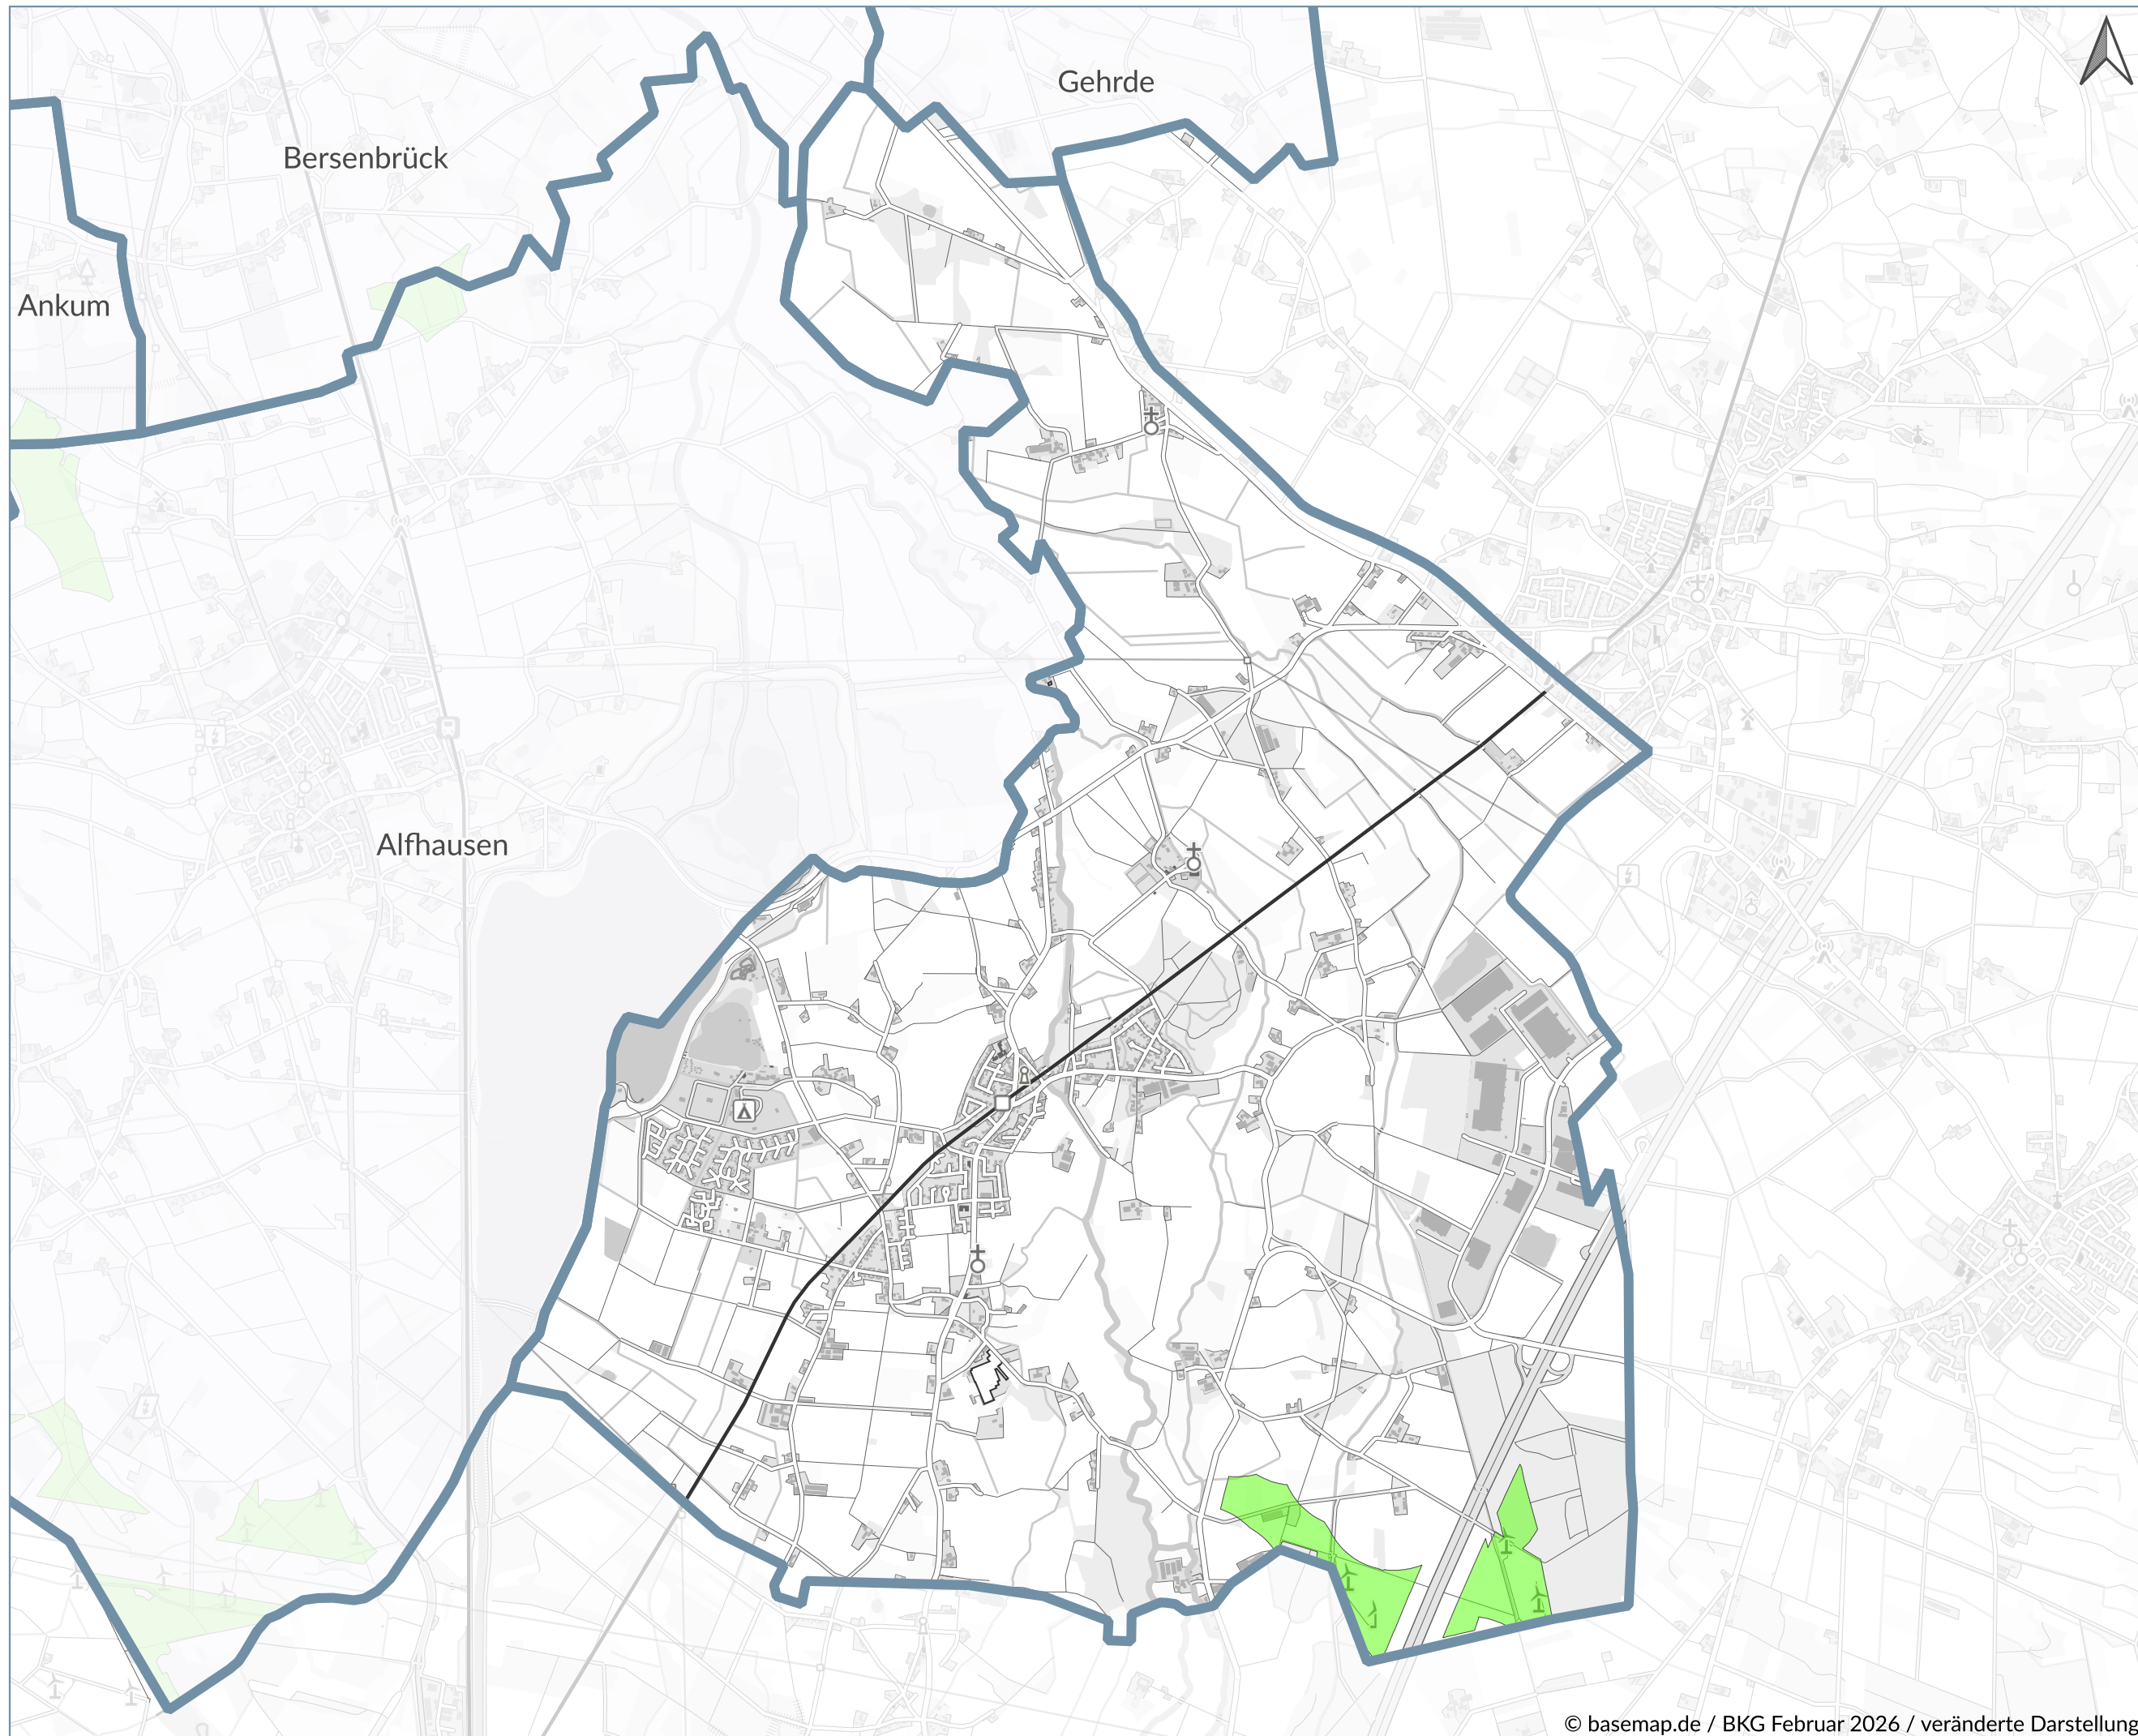 Gehrde
Bersenbrück
Ankum
Alfhausen
© basemap.de / BKG Februar 2026 / veränderte Darstellung